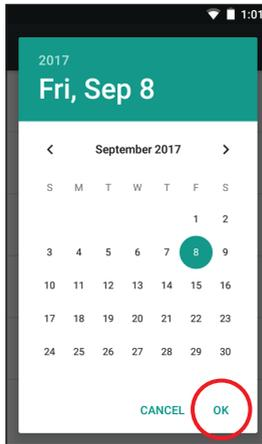 1:01
2017
Fri, Sep 8
September 2017
S M T W T F S
1 2
3 4 5 6 7 8 9
10 11 12 13 14 15 16
17 18 19 20 21 22 23
24 25 26 27 28 29 30
CANCEL OK